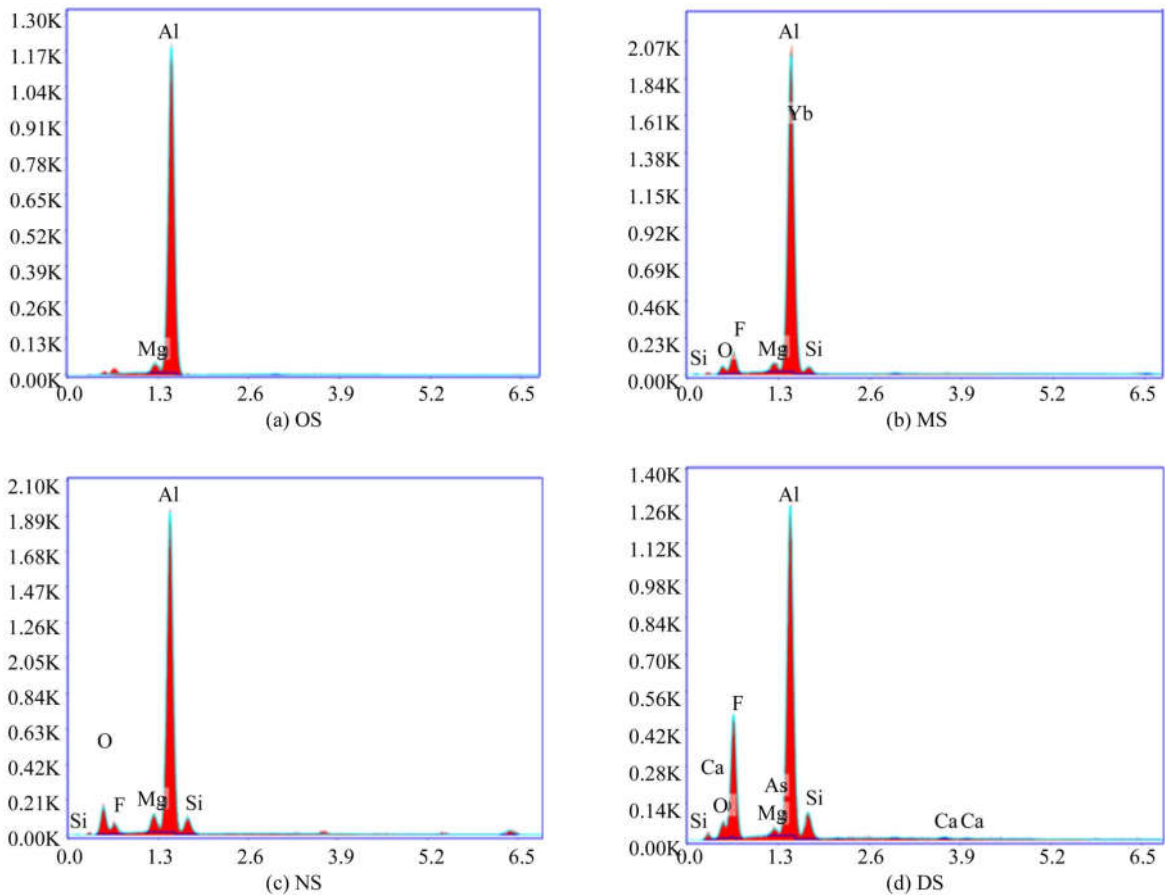 1.30K
1.17K
1.04K
0.91K
0.78K
0.65K
0.52K
0.39K
0.26K
0.13K
0.00K
Al
Mg
0.0 1.3 2.6 3.9 5.2 6.5
(a) OS
2.07K
1.84K
1.61K
1.38K
1.15K
0.92K
0.69K
0.46K
0.23K
0.00K
Al
Yb
F
Si O Mg Si
0.0 1.3 2.6 3.9 5.2 6.5
(b) MS
2.10K
1.89K
1.68K
1.47K
1.26K
2.05K
0.84K
0.63K
0.42K
0.21K
0.00K
Al
O
Si F Mg Si
0.0 1.3 2.6 3.9 5.2 6.5
(c) NS
1.40K
1.26K
1.12K
0.98K
0.84K
0.70K
0.56K
0.42K
0.28K
0.14K
0.00K
Al
F
Ca As
Si O Mg Si Ca Ca
0.0 1.3 2.6 3.9 5.2 6.5
(d) DS